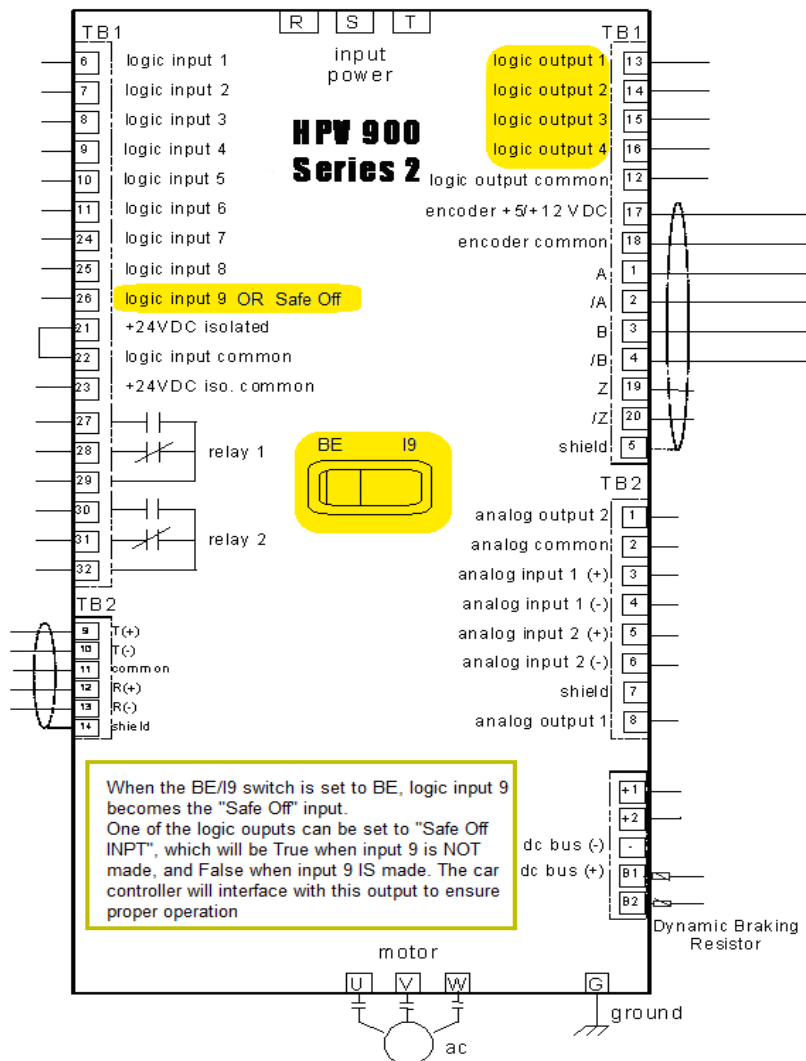 R S T
input
power
TB1
6 logic input 1
7 logic input 2
8 logic input 3
9 logic input 4
10 logic input 5
11 logic input 6
24 logic input 7
25 logic input 8
26 logic input 9 OR Safe Off
21 +24VDC isolated
22 logic input common
23 +24VDC iso. common
27
28 relay 1
29
30
31 relay 2
32
TB2
9 T(+)
10 T(-)
11 common
12 R(+)
13 R(-)
14 shield
HPV 900
Series 2
BE I9
TB1
logic output 1 13
logic output 2 14
logic output 3 15
logic output 4 16
logic output common 12
encoder +5/+12 VDC 17
encoder common 18
A 1
/A 2
B 3
/B 4
Z 19
/Z 20
shield 5
TB2
analog output 2 1
analog common 2
analog input 1 (+) 3
analog input 1 (-) 4
analog input 2 (+) 5
analog input 2 (-) 6
shield 7
analog output 1 8
+1
+2
dc bus (-) -
dc bus (+) B1
B2
Dynamic Braking
Resistor
When the BE/I9 switch is set to BE, logic input 9
becomes the "Safe Off" input.
One of the logic ouputs can be set to "Safe Off
INPT", which will be True when input 9 is NOT
made, and False when input 9 IS made. The car
controller will interface with this output to ensure
proper operation
motor
U V W G
ground
ac